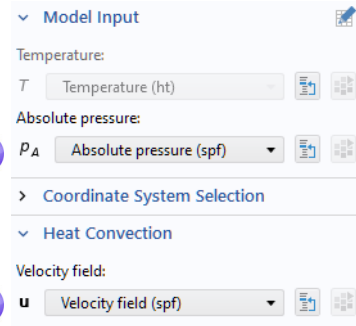 Model Input
Temperature:
T Temperature (ht)
Absolute pressure:
pA Absolute pressure (spf)
Coordinate System Selection
Heat Convection
Velocity field:
u Velocity field (spf)